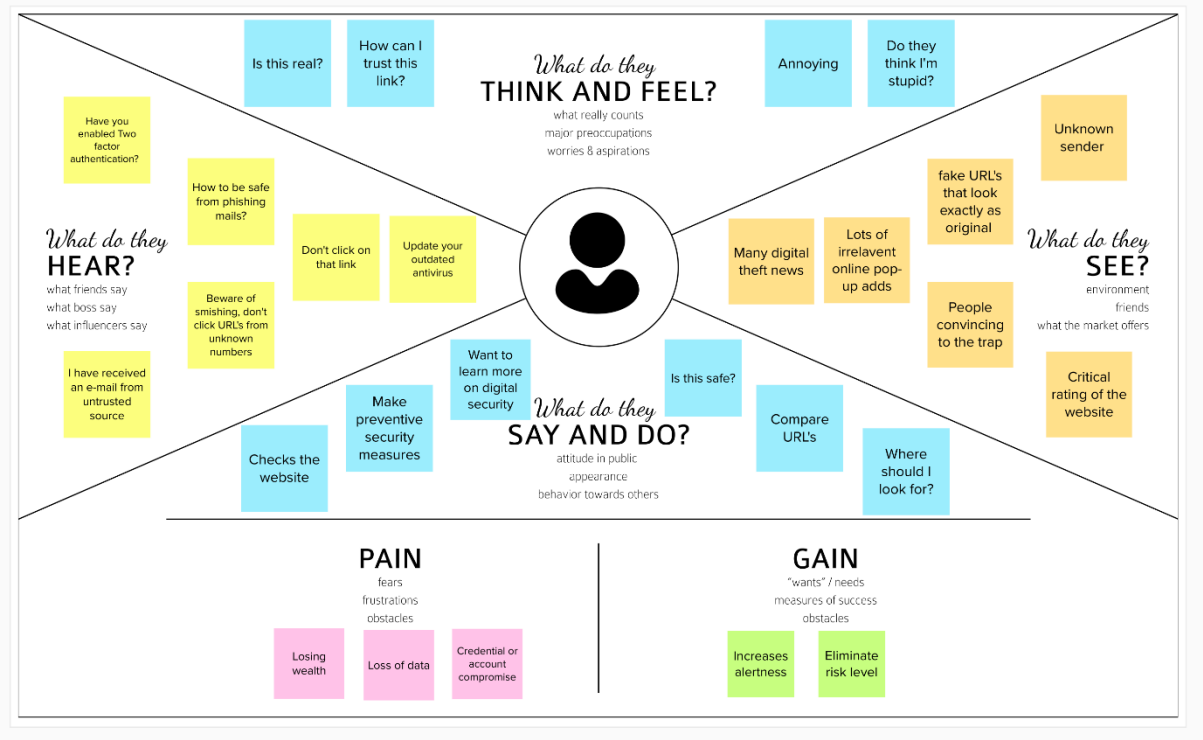 Is this real?
How can I
trust this
link?
What do they
THINK AND FEEL?
what really counts
major preoccupations
worries & aspirations
Annoying
Do they
think I'm
stupid?
Have you
enabled Two
factor
authentication?
How to be safe
from phishing
mails?
Don't click on
that link
Update your
outdated
antivirus
What do they
HEAR?
what friends say
what boss say
what influencers say
Beware of
smishing, don't
click URL's from
unknown
numbers
I have received
an e-mail from
untrusted
source
Unknown
sender
fake URL's
that look
exactly as
original
Many digital
theft news
Lots of
irrelavent
online pop-
up adds
What do they
SEE?
environment
friends
what the market offers
People
convincing
to the trap
Critical
rating of the
website
Want to
learn more
on digital
security
Make
preventive
security
measures
Checks the
website
What do they
SAY AND DO?
attitude in public
appearance
behavior towards others
Is this safe?
Compare
URL's
Where
should I
look for?
PAIN
fears
frustrations
obstacles
Losing
wealth
Loss of data
Credential or
account
compromise
GAIN
“wants” / needs
measures of success
obstacles
Increases
alertness
Eliminate
risk level